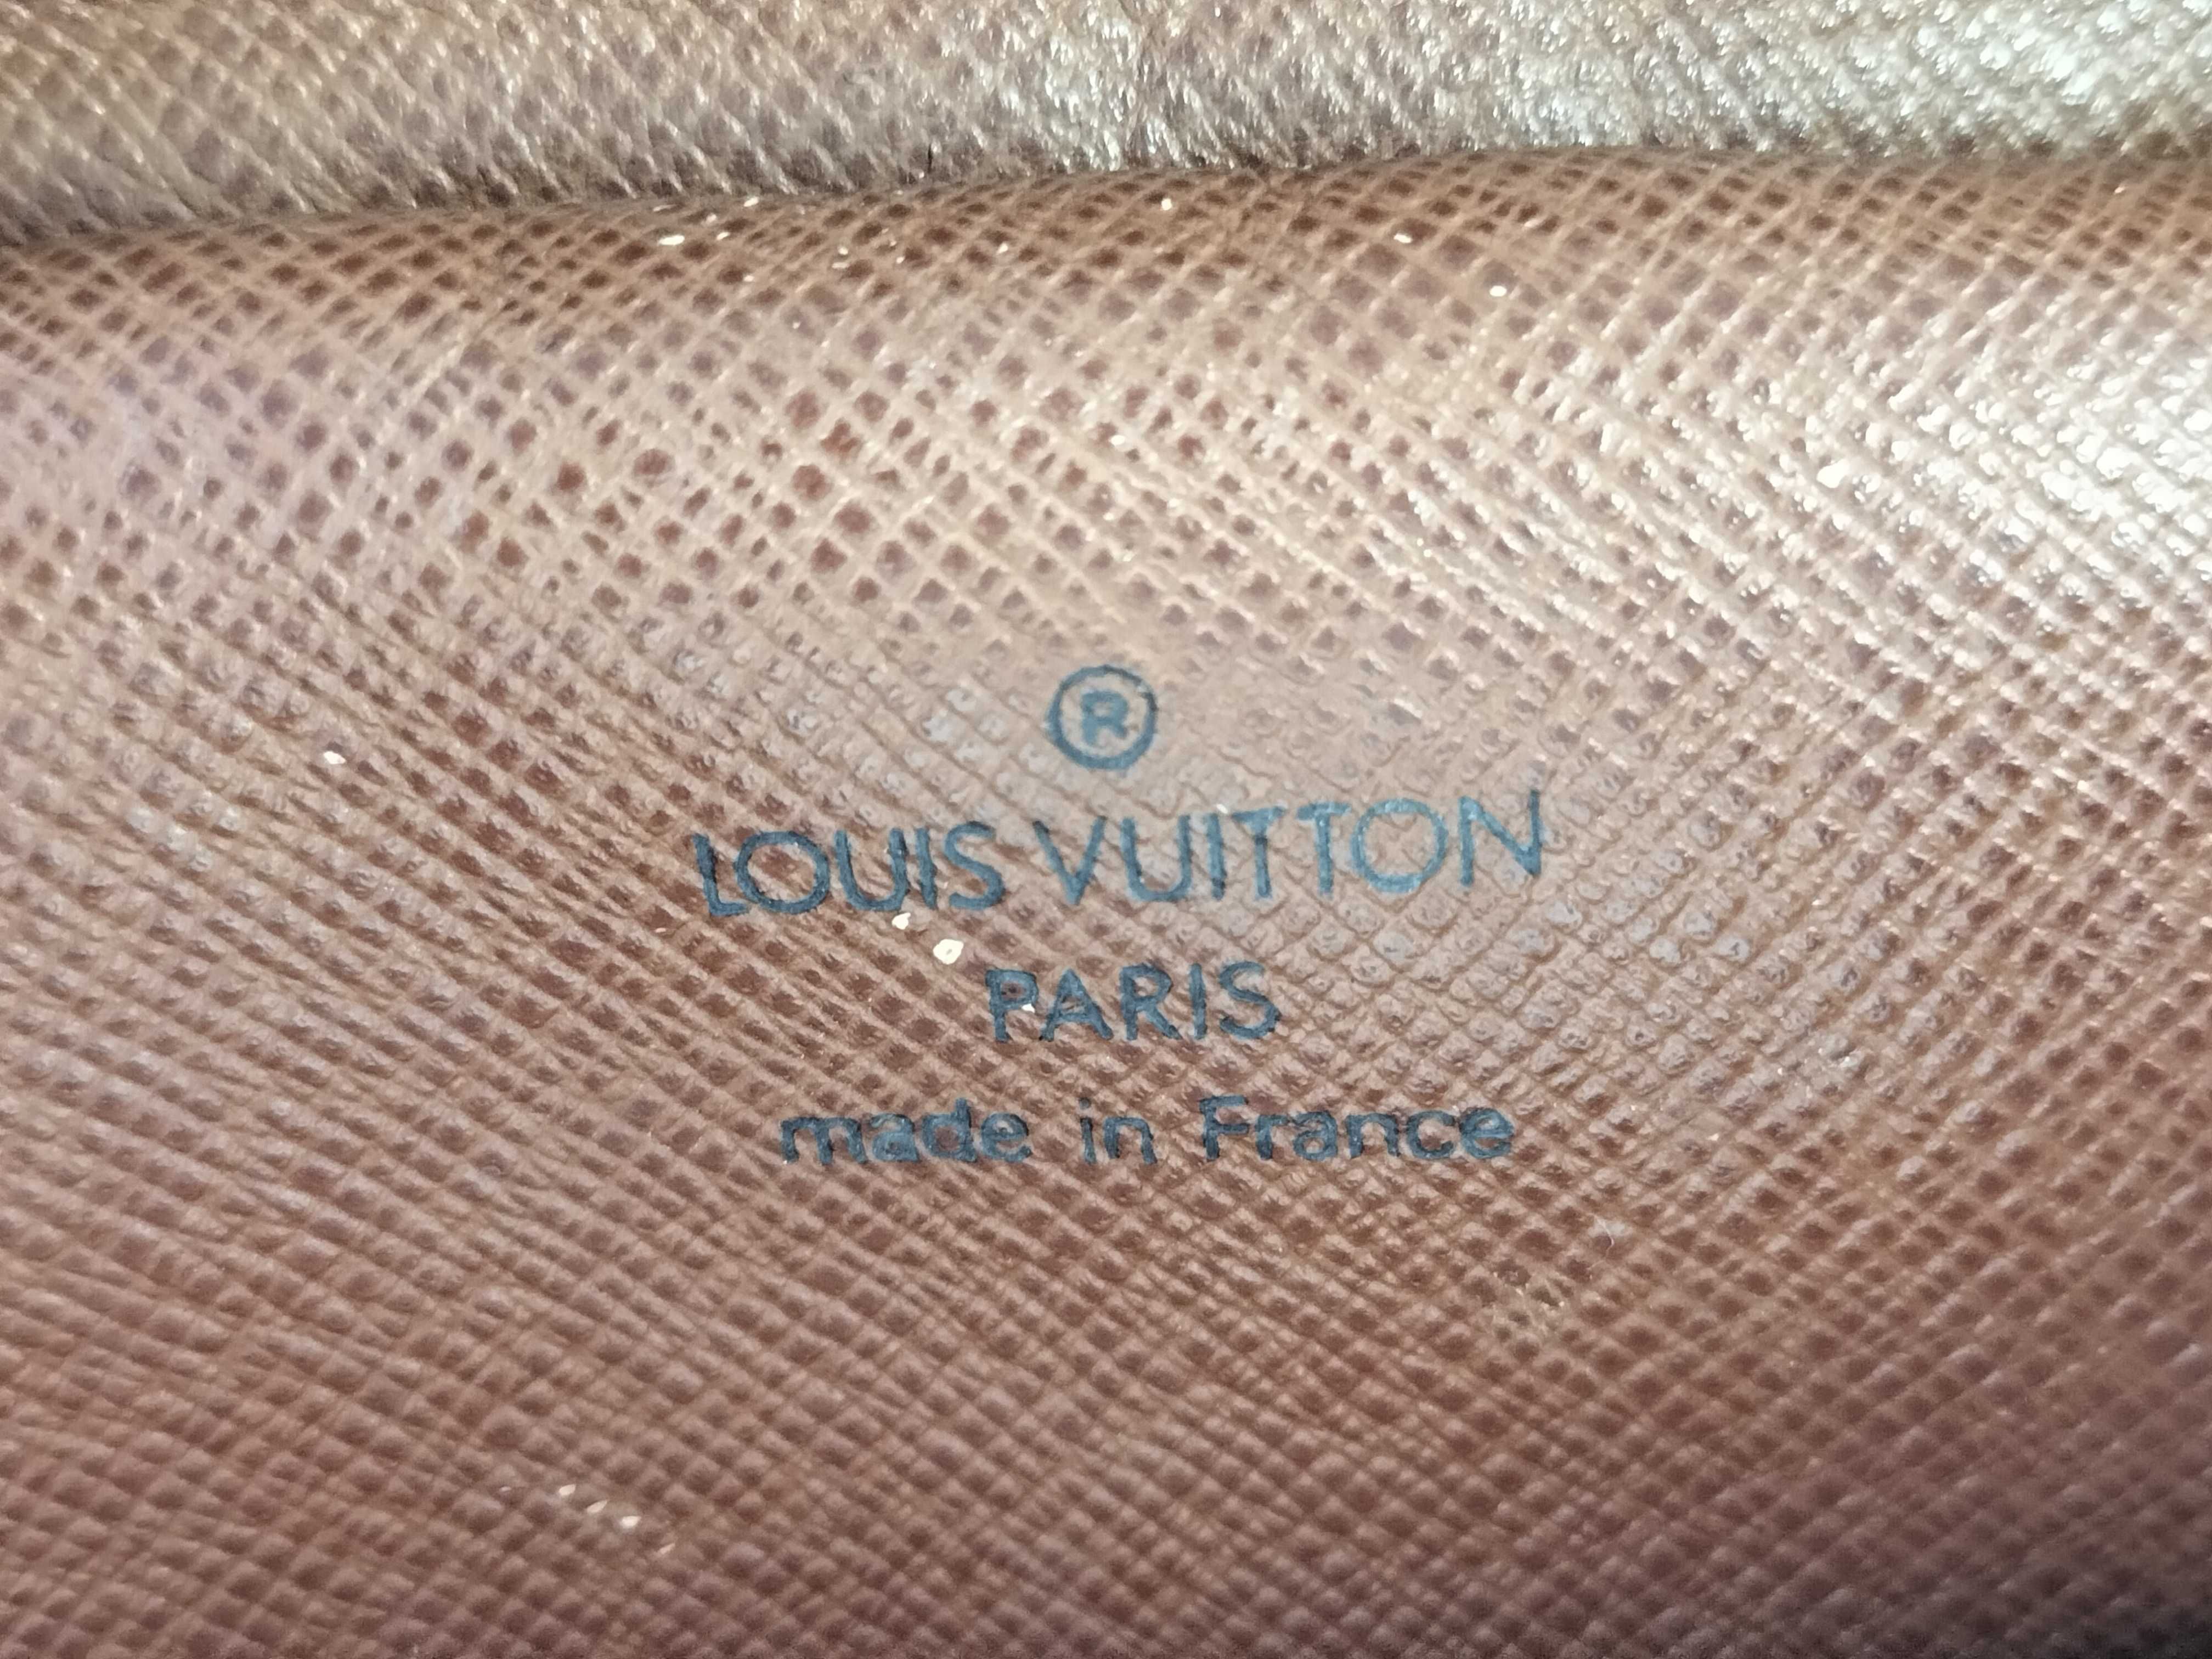 ®
LOUIS VUITTON
PARIS
made in France